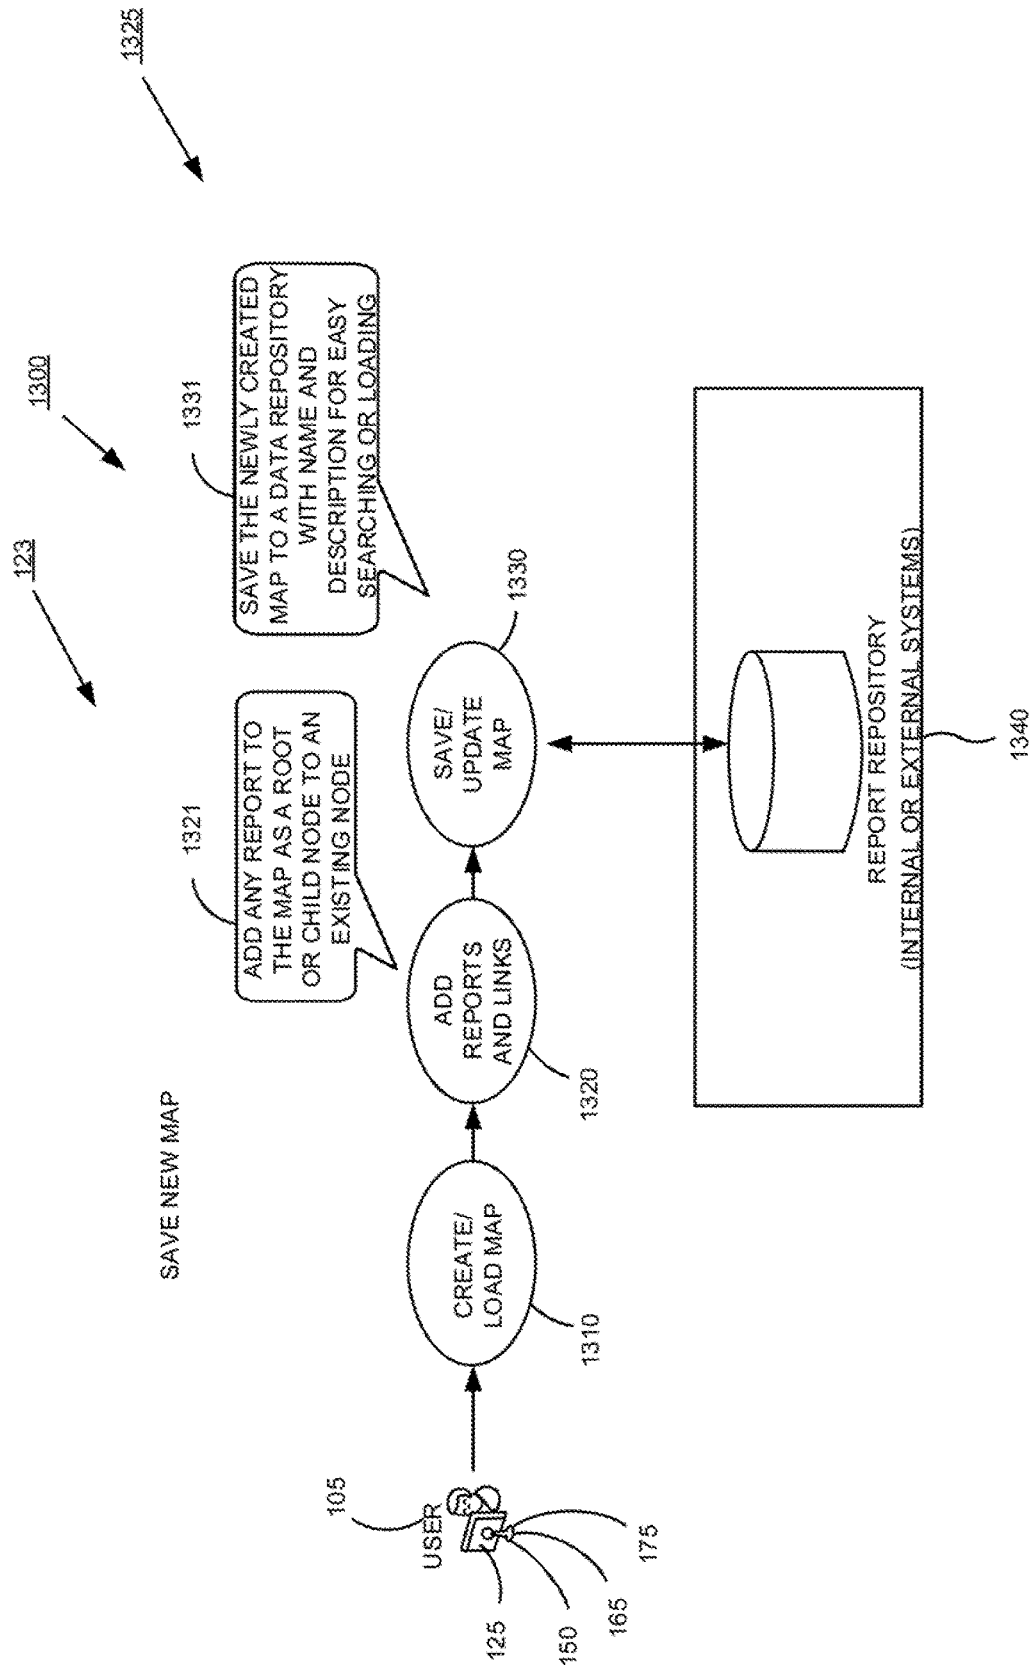 SAVE NEW MAP
123
1300
1325
1321
ADD ANY REPORT TO
THE MAP AS A ROOT
OR CHILD NODE TO AN
EXISTING NODE
1331
SAVE THE NEWLY CREATED
MAP TO A DATA REPOSITORY
WITH NAME AND
DESCRIPTION FOR EASY
SEARCHING OR LOADING
105
USER
125
150
165
175
CREATE/
LOAD MAP
1310
ADD
REPORTS
AND LINKS
1320
SAVE/
UPDATE
MAP
1330
REPORT REPOSITORY
(INTERNAL OR EXTERNAL SYSTEMS)
1340